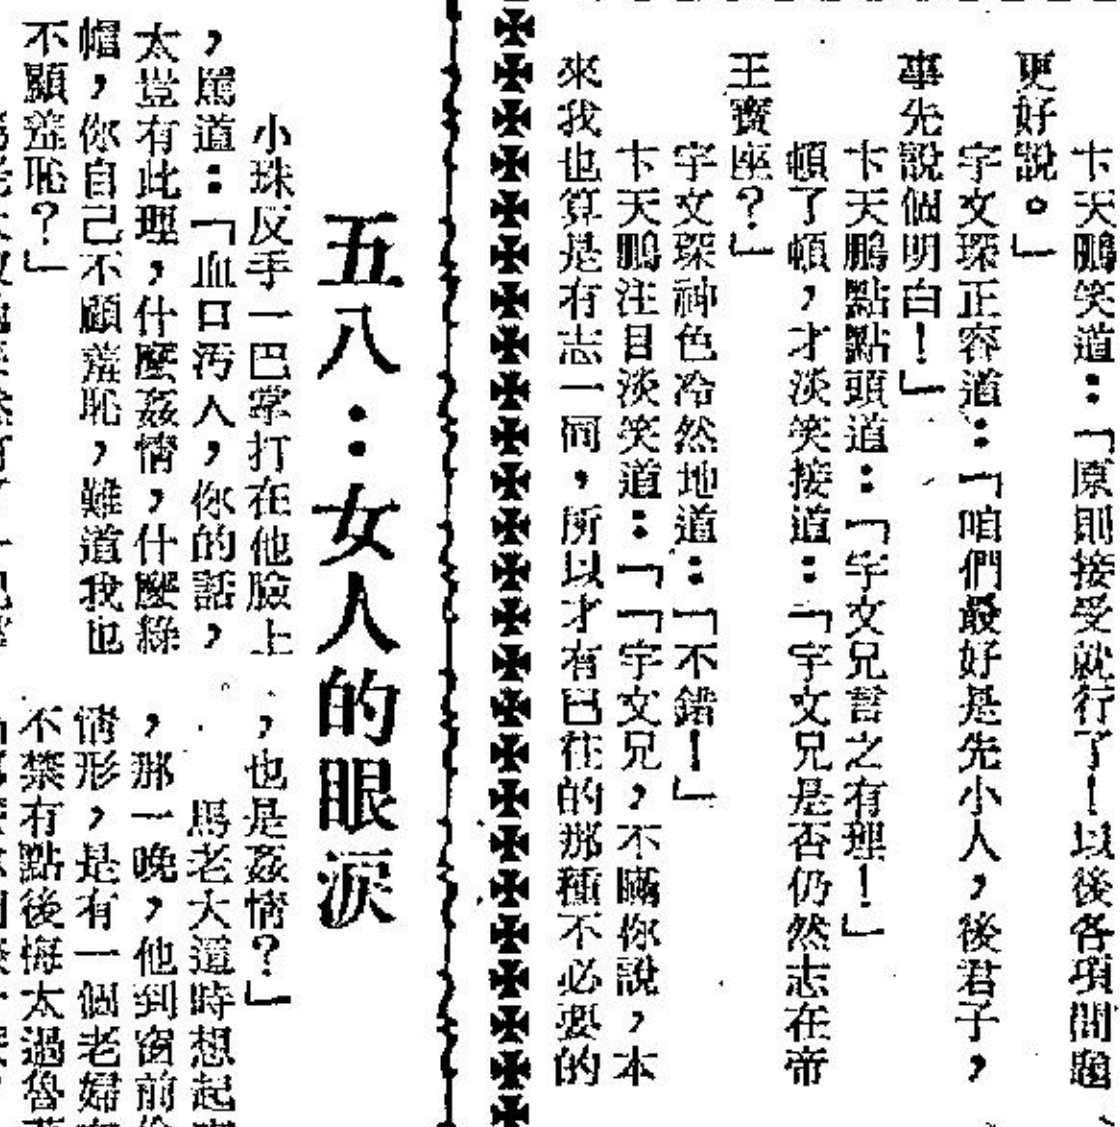 卞天鵬笑道：「原則接受就行了！以後各項問題
更好說。」
宇文琛正容道：「咱們最好是先小人，後君子，
事先說個明白！」
卞天鵬點點頭道：「宇文兄言之有理！」
頓了頓，才淡笑接道：「宇文兄是否仍然志在帝
王寶座？」
宇文琛神色冷然地道：「不錯！」
卞天鵬注目淡笑道：「宇文兄，不瞞你說，本
來我也算是有志一同，所以才有已往的那種不必要的
五八：女人的眼淚
小珠反手一巴掌打在他臉上
，罵道：「血口汚人，你的話，
太豈有此理，什麼姦情，什麼綠
帽，你自己不顧羞恥，難道我也
不顧羞恥？」
，也是姦情？」
馬老大這時想起
，那一晚，他到窗前
情形，是有一個老婦
不禁有點後悔太過魯